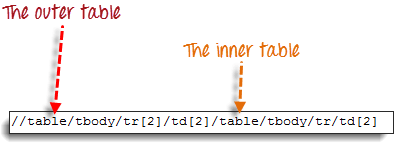 The outer table
The inner table
//table/tbody/tr[2]/td[2]/table/tbody/tr/td[2]